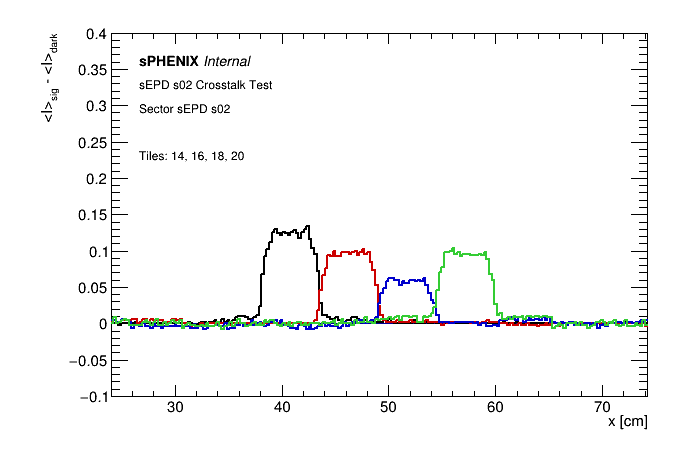 <I>sig - <I>dark
0.4
0.35
0.3
0.25
0.2
0.15
0.1
0.05
0
−0.05
−0.1
sPHENIX Internal
sEPD s02 Crosstalk Test
Sector sEPD s02
Tiles: 14, 16, 18, 20
30 40 50 60 70
x [cm]